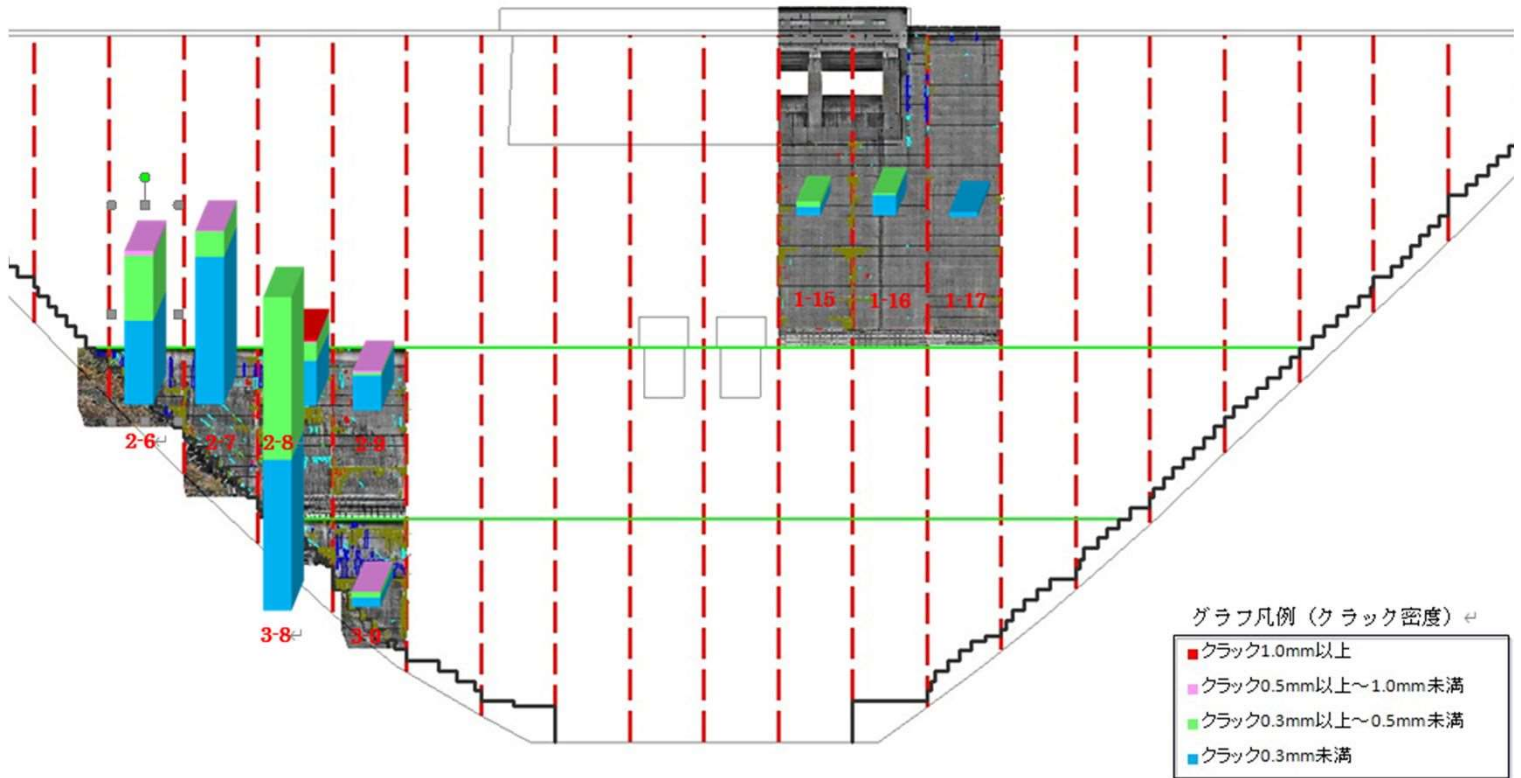 1-15 1-16 1-17
2-6↵ 2-7 2-8 2-9
3-8↵ 3-9
グラフ凡例（クラック密度）↵
クラック1.0mm以上
クラック0.5mm以上～1.0mm未満
クラック0.3mm以上～0.5mm未満
クラック0.3mm未満